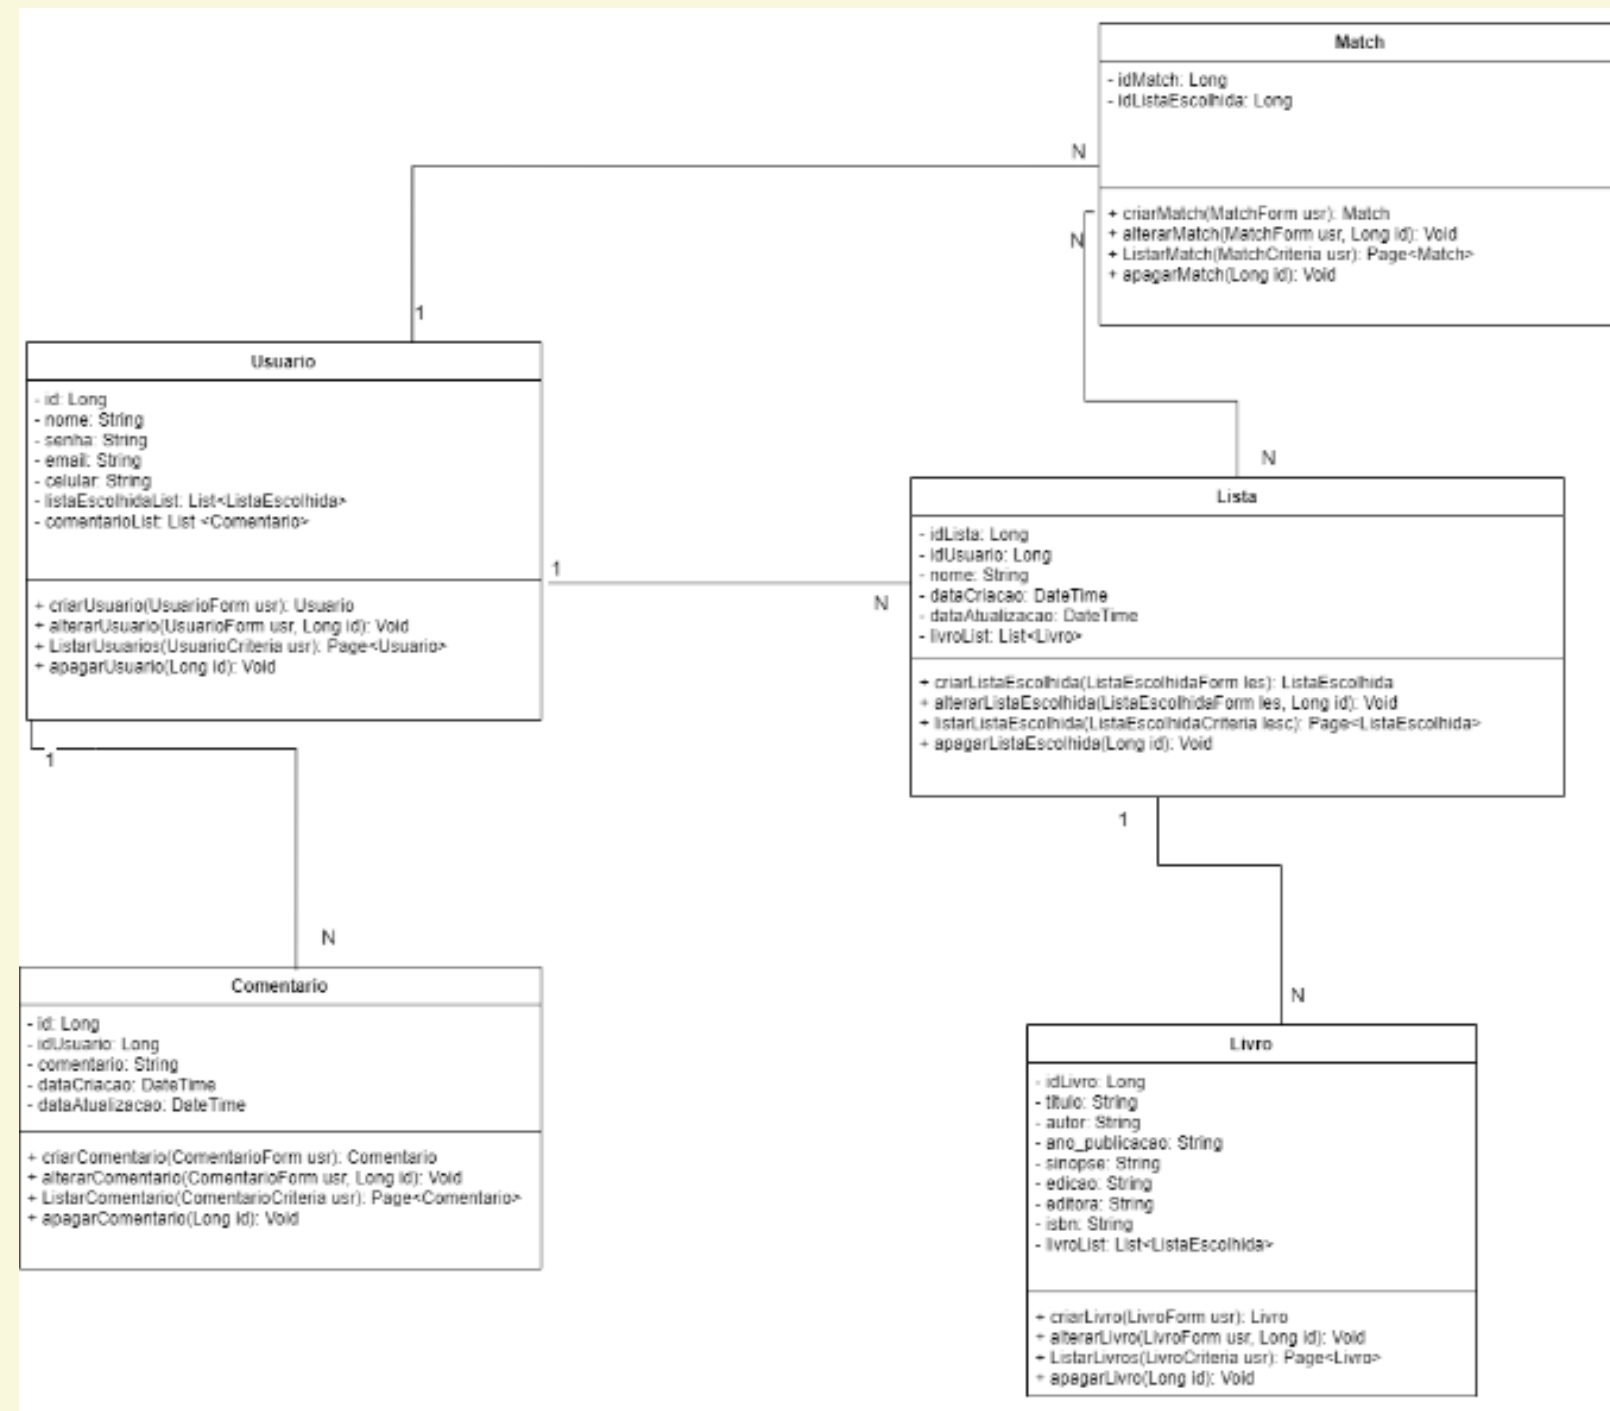 Match
- idMatch: Long
- idListaEscolhida: Long
+ criarMatch(MatchForm usr): Match
+ alterarMatch(MatchForm usr, Long id): Void
+ ListarMatch(MatchCriteria usr): Page<Match>
+ apagarMatch(Long id): Void
N
N
1
Usuario
- id: Long
- nome: String
- senha: String
- email: String
- celular: String
- listaEscolhidaList: List<ListaEscolhida>
- comentarioList: List <Comentario>
+ criarUsuario(UsuarioForm usr): Usuario
+ alterarUsuario(UsuarioForm usr, Long id): Void
+ ListarUsuarios(UsuarioCriteria usr): Page<Usuario>
+ apagarUsuario(Long id): Void
1
N
N
Lista
- idLista: Long
- idUsuario: Long
- nome: String
- dataCriacao: DateTime
- dataAtualizacao: DateTime
- livroList: List<Livro>
+ criarListaEscolhida(ListaEscolhidaForm les): ListaEscolhida
+ alterarListaEscolhida(ListaEscolhidaForm les, Long id): Void
+ listarListaEscolhida(ListaEscolhidaCriteria lesc): Page<ListaEscolhida>
+ apagarListaEscolhida(Long id): Void
1
1
N
N
Comentario
- id: Long
- idUsuario: Long
- comentario: String
- dataCriacao: DateTime
- dataAtualizacao: DateTime
+ criarComentario(ComentarioForm usr): Comentario
+ alterarComentario(ComentarioForm usr, Long id): Void
+ ListarComentario(ComentarioCriteria usr): Page<Comentario>
+ apagarComentario(Long id): Void
Livro
- idLivro: Long
- titulo: String
- autor: String
- ano_publicacao: String
- sinopse: String
- edicao: String
- editora: String
- isbn: String
- livroList: List<ListaEscolhida>
+ criarLivro(LivroForm usr): Livro
+ alterarLivro(LivroForm usr, Long id): Void
+ ListarLivros(LivroCriteria usr): Page<Livro>
+ apagarLivro(Long id): Void